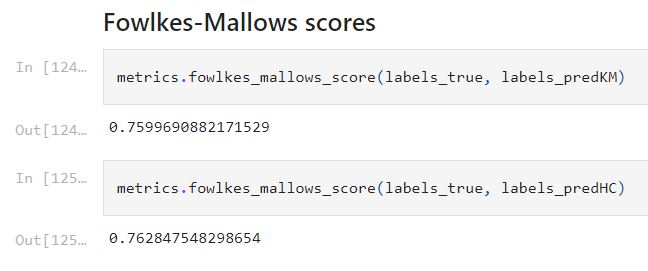 Fowlkes-Mallows scores
In [124…
metrics.fowlkes_mallows_score(labels_true, labels_predKM)
Out[124…
0.7599690882171529
In [125…
metrics.fowlkes_mallows_score(labels_true, labels_predHC)
Out[125…
0.762847548298654